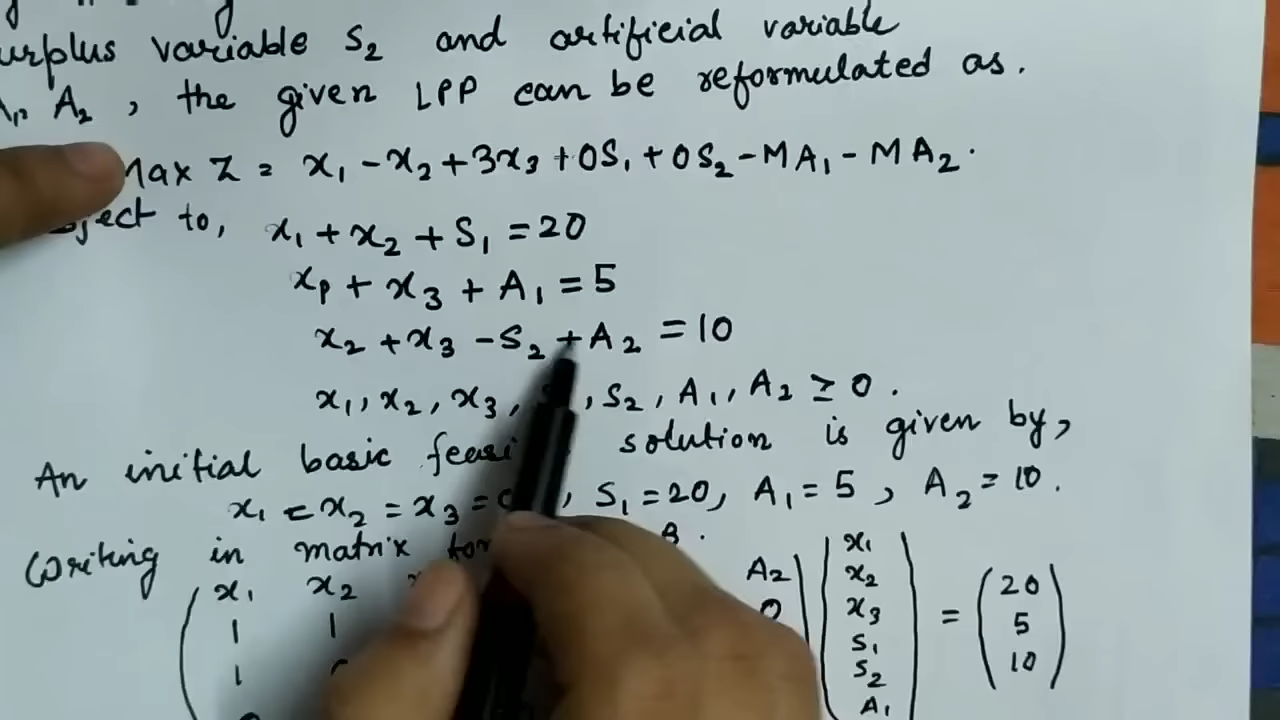 surplus variable S₂ and artificial variable
A₁, A₂, the given LPP can be reformulated as.
Max Z = x₁ - x₂ + 3x₃ + 0S₁ + 0S₂ - MA₁ - MA₂.
subject to, x₁ + x₂ + S₁ = 20
x₁ + x₃ + A₁ = 5
x₂ + x₃ - S₂ + A₂ = 10
x₁, x₂, x₃, , S₂, A₁, A₂ ≥ 0.
An initial basic solution is given by,
x₁ = x₂ = x₃ = , S₁ = 20, A₁ = 5, A₂ = 10.
Writing in matrix
x₁ x₂ A₂ x₁
1 1 0 x₂ 20
1 x₃ = 5
S₁ 10
S₂
A₁